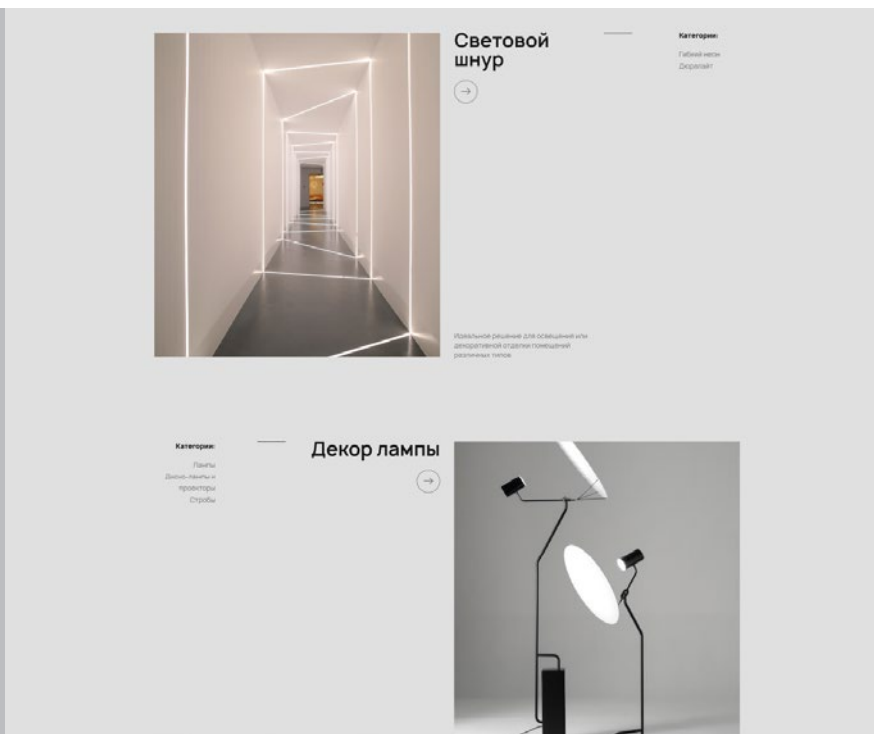 Световой
шнур
Категории:
Гибкий неон
Дюралайт
Идеальное решение для освещения или
декоративной отделки помещений
различных типов
Категории:
Лампы
Диско-лампы и
проекторы
Стробы
Декор лампы